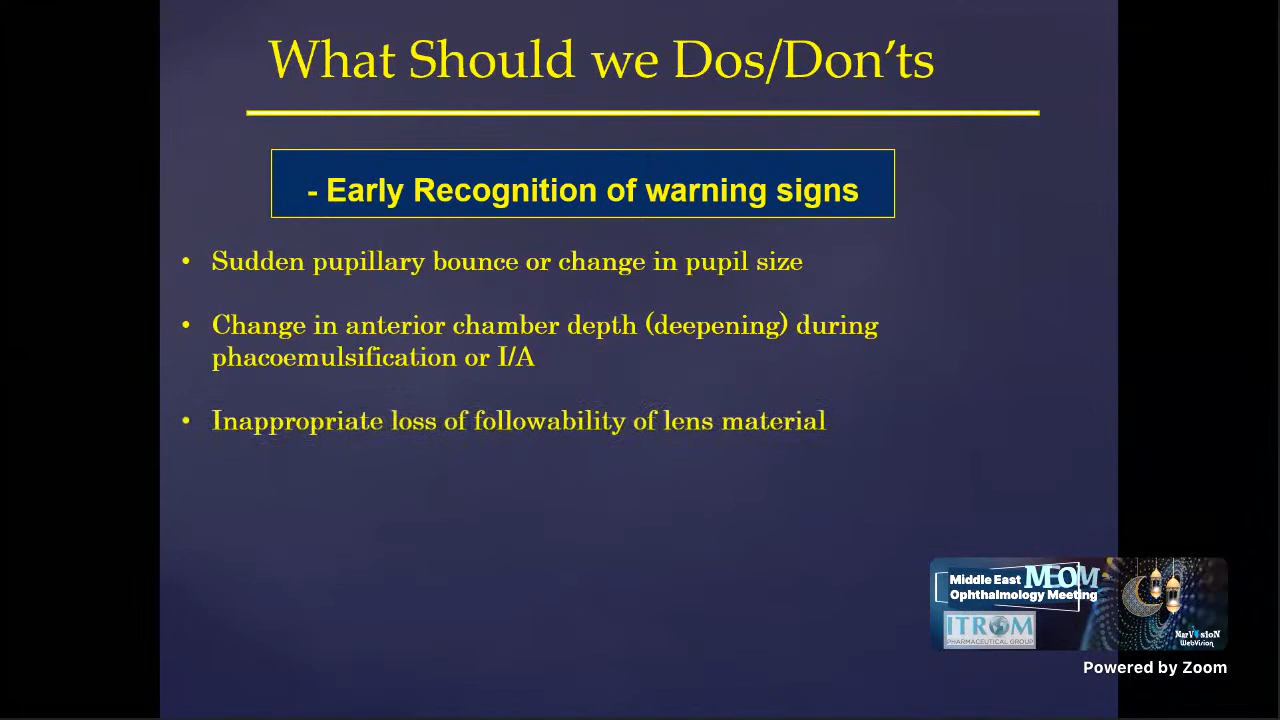 What Should we Dos/Don'ts
- Early Recognition of warning signs
• Sudden pupillary bounce or change in pupil size
• Change in anterior chamber depth (deepening) during
phacoemulsification or I/A
• Inappropriate loss of followability of lens material
Middle East MEOM
Ophthalmology Meeting
ITROM
PHARMACEUTICAL GROUP
NarVision
WebVision
Powered by Zoom